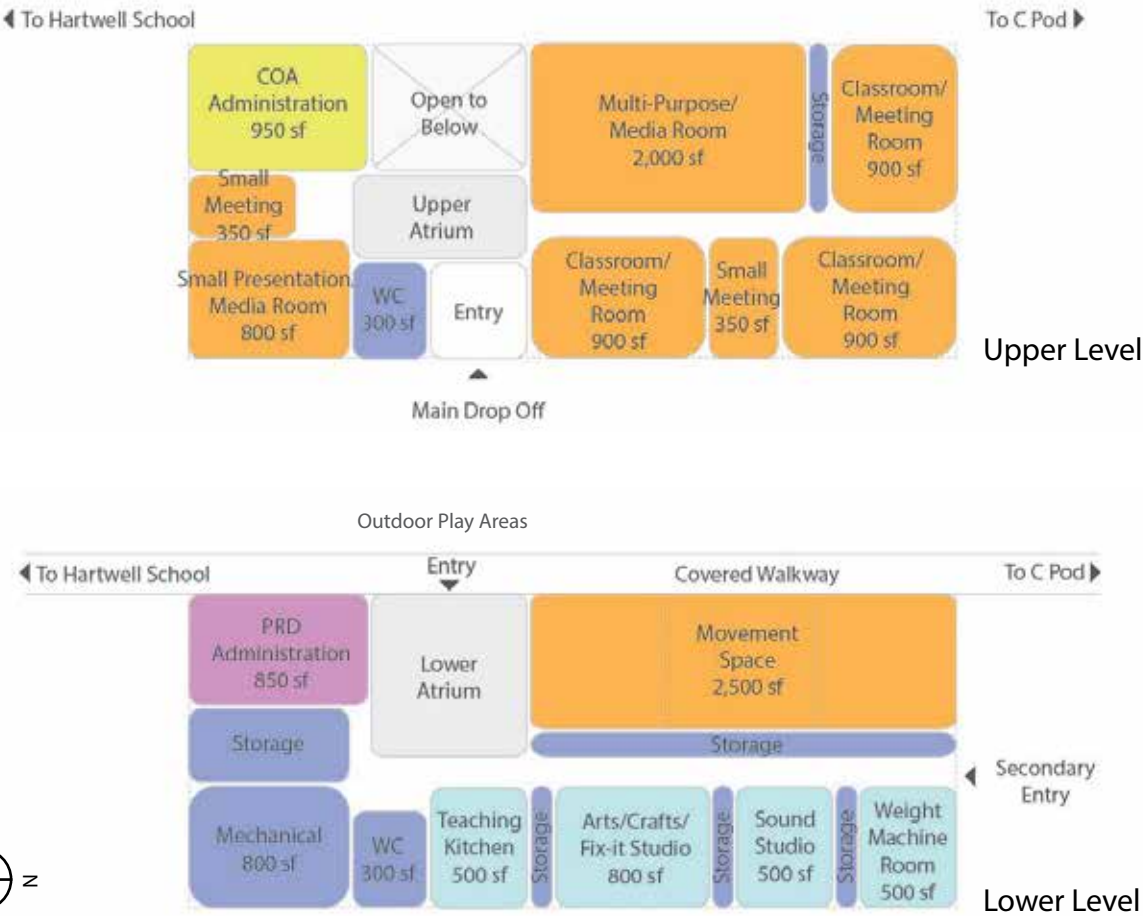 To Hartwell School
To C Pod
COA
Administration
950 sf
Open to
Below
Multi-Purpose/
Media Room
2,000 sf
Storage
Classroom/
Meeting
Room
900 sf
Small
Meeting
350 sf
Upper
Atrium
Small Presentation
Media Room
800 sf
WC
300 sf
Entry
Classroom/
Meeting
Room
900 sf
Small
Meeting
350 sf
Classroom/
Meeting
Room
900 sf
Upper Level
Main Drop Off
Outdoor Play Areas
To Hartwell School
Entry
Covered Walkway
To C Pod
PRD
Administration
850 sf
Lower
Atrium
Movement
Space
2,500 sf
Storage
Storage
Secondary
Entry
Mechanical
800 sf
WC
300 sf
Teaching
Kitchen
500 sf
Storage
Arts/Crafts/
Fix-it Studio
800 sf
Storage
Sound
Studio
500 sf
Storage
Weight
Machine
Room
500 sf
N
Lower Level